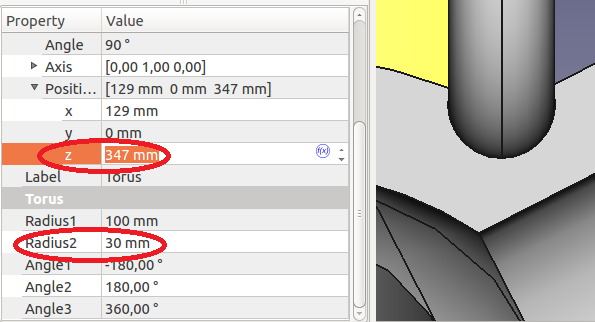 Property Value
Angle 90 °
Axis [0,00 1,00 0,00]
Positi... [129 mm 0 mm 347 mm]
x 129 mm
y 0 mm
z 347 mm f(x)
Label Torus
Torus
Radius1 100 mm
Radius2 30 mm
Angle1 -180,00 °
Angle2 180,00 °
Angle3 360,00 °